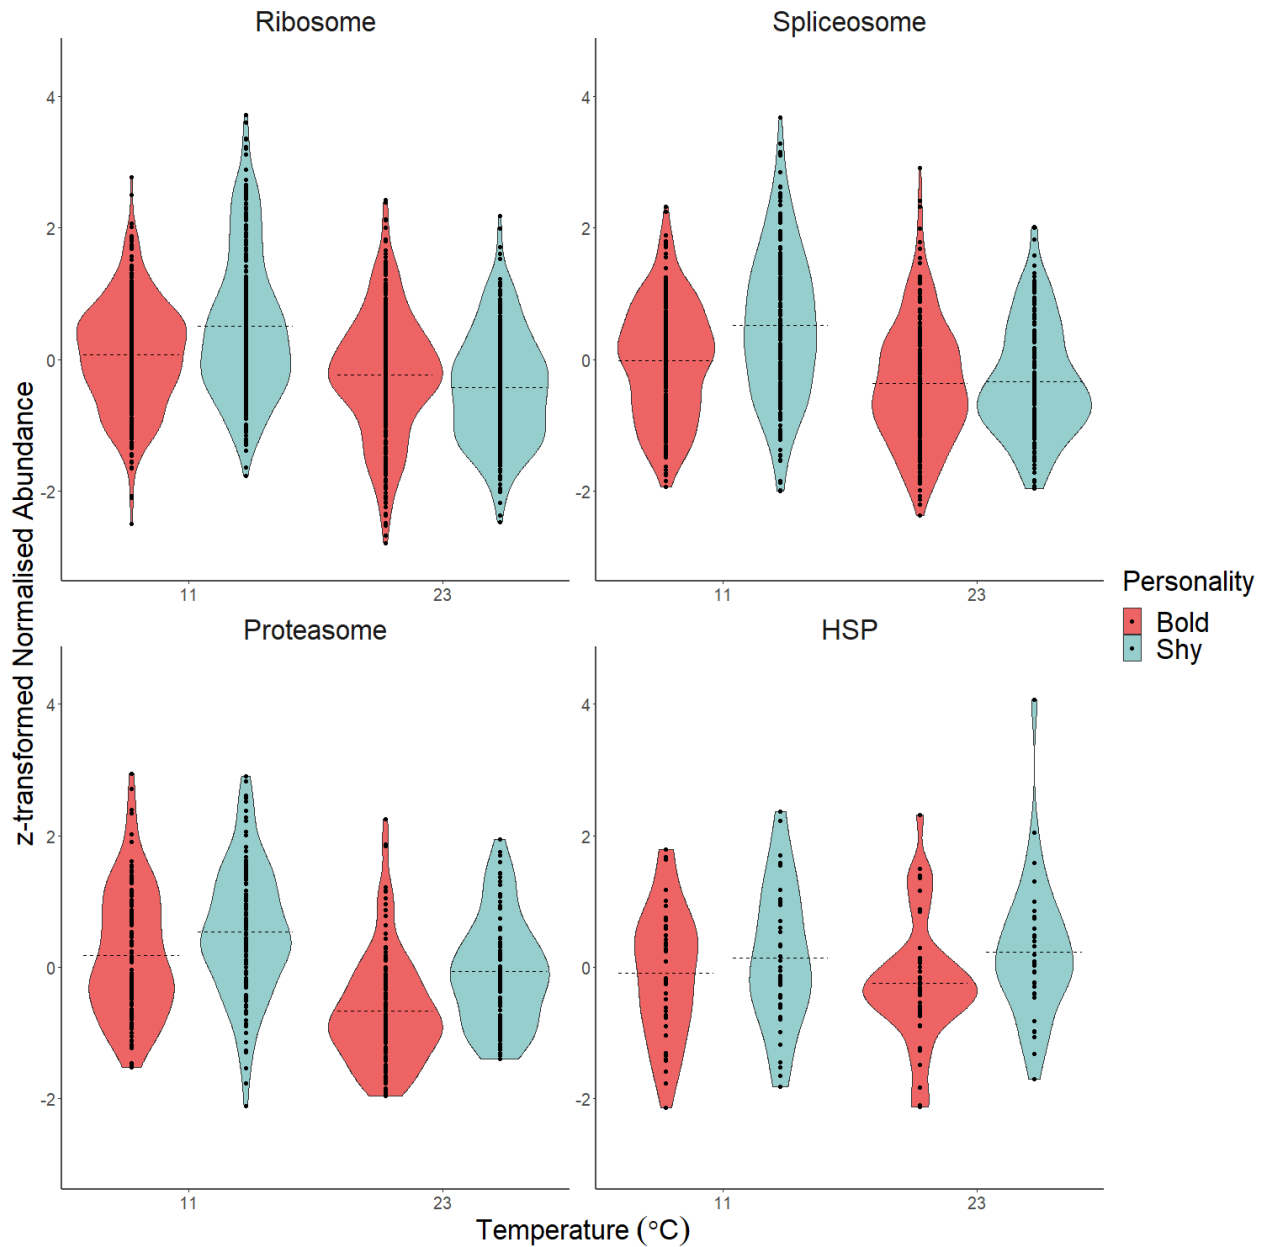 Ribosome
Spliceosome
4
2
0
-2
11
23
4
2
0
-2
11
23
z-transformed Normalised Abundance
Personality
Bold
Shy
Proteasome
HSP
4
2
0
-2
11
23
4
2
0
-2
11
23
Temperature (°C)